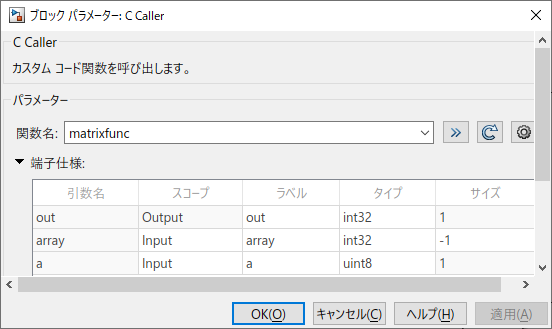 ブロック パラメーター: C Caller
C Caller
カスタム コード関数を呼び出します。
パラメーター
関数名: matrixfunc
端子仕様:
引数名 スコープ ラベル タイプ サイズ
out Output out int32 1
array Input array int32 -1
a Input a uint8 1
OK(O) キャンセル(C) ヘルプ(H) 適用(A)